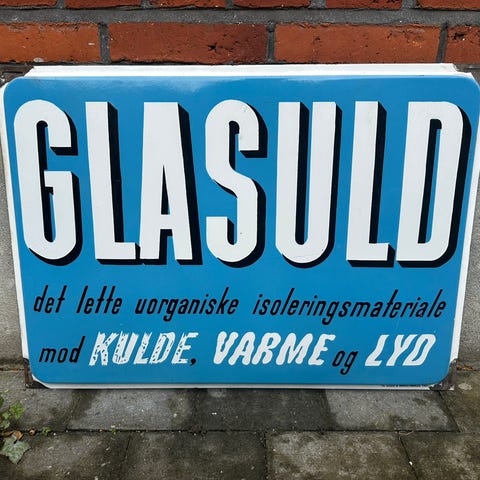 GLASULD
det lette uorganiske isoleringsmateriale
mod KULDE, VARME og LYD